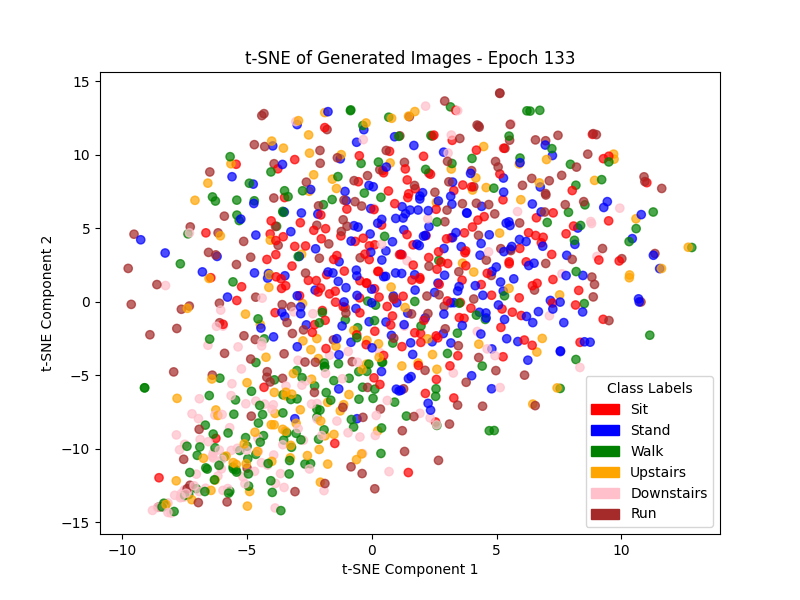 t-SNE of Generated Images - Epoch 133
15
10
5
0
−5
−10
−15
t-SNE Component 2
−10
−5
0
5
10
t-SNE Component 1
Class Labels
Sit
Stand
Walk
Upstairs
Downstairs
Run